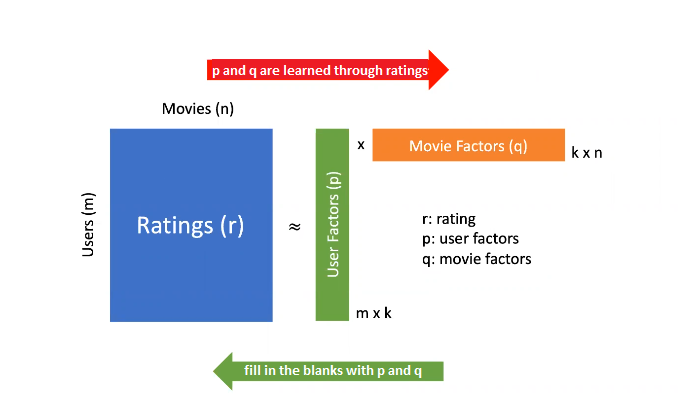 p and q are learned through ratings
Movies (n)
Users (m)
Ratings (r)
≈
User Factors (p)
m x k
x
Movie Factors (q)
k x n
r: rating
p: user factors
q: movie factors
fill in the blanks with p and q